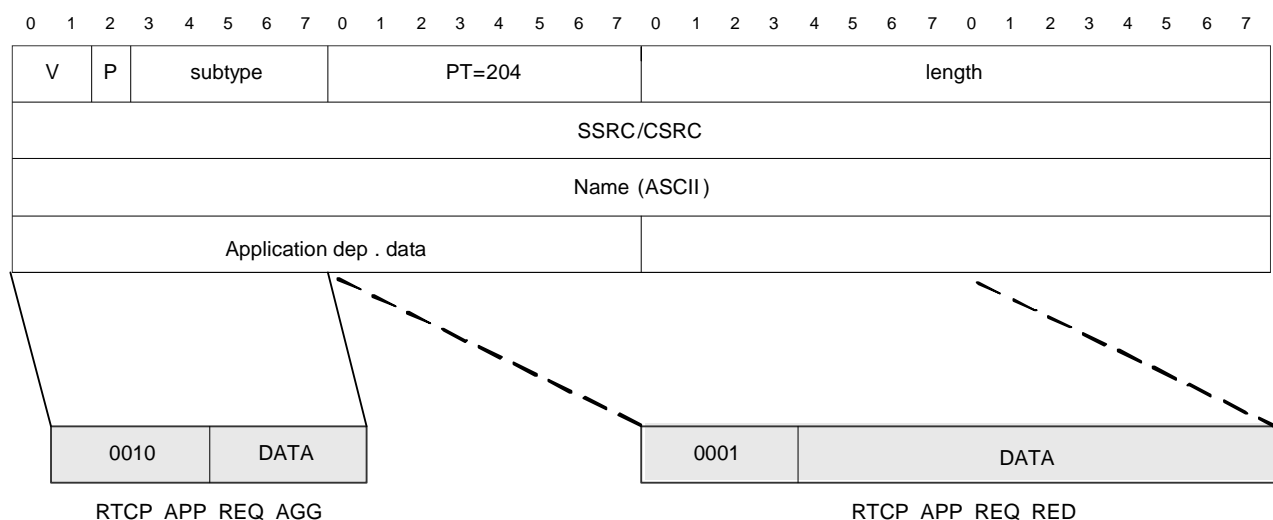 0 1 2 3 4 5 6 7 0 1 2 3 4 5 6 7 0 1 2 3 4 5 6 7 0 1 2 3 4 5 6 7
V P subtype PT=204 length
SSRC/CSRC
Name (ASCII)
Application dep . data
0010 DATA 0001 DATA
RTCP APP REQ AGG RTCP APP REQ RED